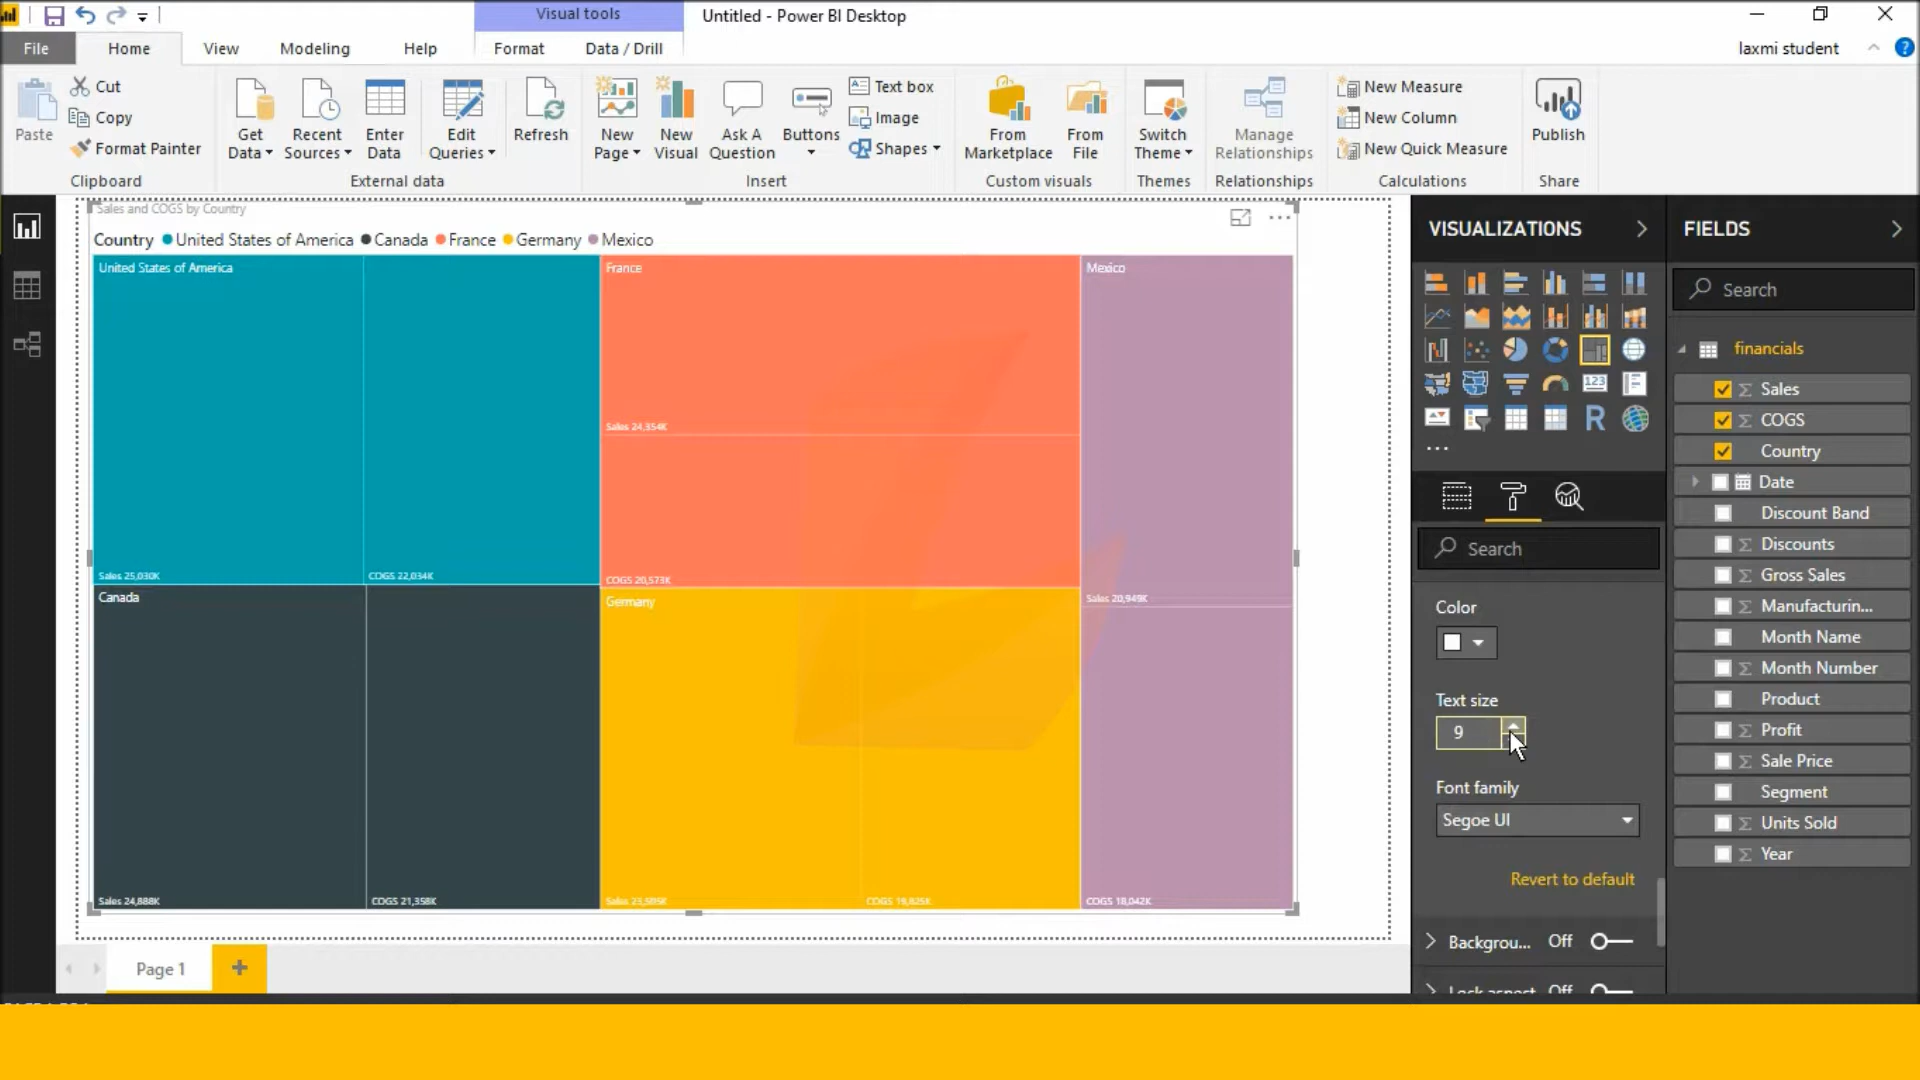 Visual tools
Untitled - Power BI Desktop
File
Home
View
Modeling
Help
Format
Data / Drill
laxmi student
Paste
Cut
Copy
Format Painter
Clipboard
Get Data
Recent Sources
Enter Data
Edit Queries
Refresh
External data
New Page
New Visual
Ask A Question
Buttons
Text box
Image
Shapes
Insert
From Marketplace
From File
Custom visuals
Switch Theme
Themes
Manage Relationships
Relationships
New Measure
New Column
New Quick Measure
Calculations
Publish
Share
Sales and COGS by Country
Country United States of America Canada France Germany Mexico
United States of America
Sales 25,030K
COGS 22,034K
France
Sales 24,354K
COGS 20,573K
Mexico
Sales 20,949K
COGS 18,042K
Canada
Sales 24,888K
COGS 21,358K
Germany
Sales 23,505K
COGS 19,825K
Page 1
VISUALIZATIONS
123
R
Search
Color
Text size
9
Font family
Segoe UI
Revert to default
Backgrou... Off
Lock aspect Off
FIELDS
Search
financials
Sales
COGS
Country
Date
Discount Band
Discounts
Gross Sales
Manufacturin...
Month Name
Month Number
Product
Profit
Sale Price
Segment
Units Sold
Year